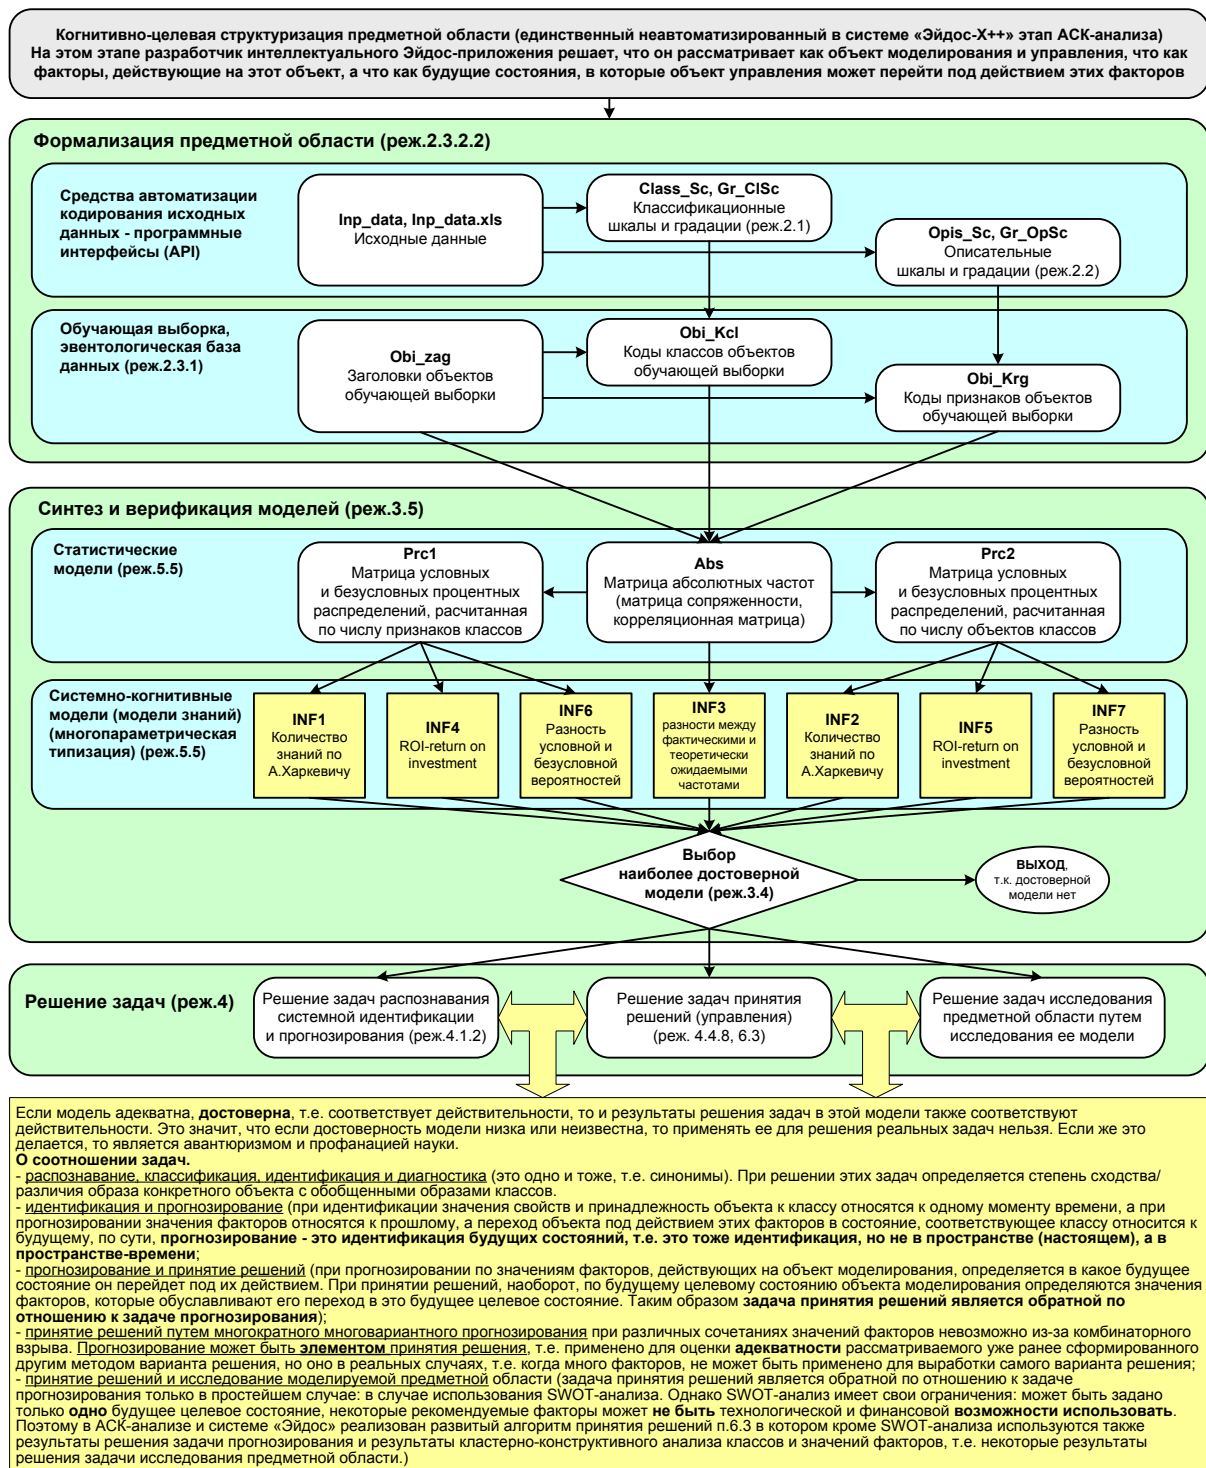 Когнитивно-целевая структуризация предметной области (единственный неавтоматизированный в системе «Эйдос-Х++» этап АСК-анализа)
На этом этапе разработчик интеллектуального Эйдос-приложения решает, что он рассматривает как объект моделирования и управления, что как
факторы, действующие на этот объект, а что как будущие состояния, в которые объект управления может перейти под действием этих факторов
Формализация предметной области (реж.2.3.2.2)
Средства автоматизации
кодирования исходных
данных - программные
интерфейсы (API)
Inp_data, Inp_data.xls
Исходные данные
Class_Sc, Gr_ClSc
Классификационные
шкалы и градации (реж.2.1)
Opis_Sc, Gr_OpSc
Описательные
шкалы и градации (реж.2.2)
Обучающая выборка,
эвентологическая база
данных (реж.2.3.1)
Obi_zag
Заголовки объектов
обучающей выборки
Obi_Kcl
Коды классов объектов
обучающей выборки
Obi_Krg
Коды признаков объектов
обучающей выборки
Синтез и верификация моделей (реж.3.5)
Статистические
модели (реж.5.5)
Prc1
Матрица условных
и безусловных процентных
распределений, расчитанная
по числу признаков классов
Abs
Матрица абсолютных частот
(матрица сопряженности,
корреляционная матрица)
Prc2
Матрица условных
и безусловных процентных
распределений, расчитанная
по числу объектов классов
Системно-когнитивные
модели (модели знаний)
(многопараметрическая
типизация) (реж.5.5)
INF1
Количество
знаний по
А.Харкевичу
INF4
ROI-return on
investment
INF6
Разность
условной и
безусловной
вероятностей
INF3
разности между
фактическими и
теоретически
ожидаемыми
частотами
INF2
Количество
знаний по
А.Харкевичу
INF5
ROI-return on
investment
INF7
Разность
условной и
безусловной
вероятностей
Выбор
наиболее достоверной
модели (реж.3.4)
ВЫХОД,
т.к. достоверной
модели нет
Решение задач (реж.4)
Решение задач распознавания
системной идентификации
и прогнозирования (реж.4.1.2)
Решение задач принятия
решений (управления)
(реж. 4.4.8, 6.3)
Решение задач исследования
предметной области путем
исследования ее модели
Если модель адекватна, достоверна, т.е. соответствует действительности, то и результаты решения задач в этой модели также соответствуют
действительности. Это значит, что если достоверность модели низка или неизвестна, то применять ее для решения реальных задач нельзя. Если же это
делается, то является авантюризмом и профанацией науки.
О соотношении задач.
- распознавание, классификация, идентификация и диагностика (это одно и тоже, т.е. синонимы). При решении этих задач определяется степень сходства/
различия образа конкретного объекта с обобщенными образами классов.
- идентификация и прогнозирование (при идентификации значения свойств и принадлежность объекта к классу относятся к одному моменту времени, а при
прогнозировании значения факторов относятся к прошлому, а переход объекта под действием этих факторов в состояние, соответствующее классу относится к
будущему, по сути, прогнозирование - это идентификация будущих состояний, т.е. это тоже идентификация, но не в пространстве (настоящем), а в
пространстве-времени;
- прогнозирование и принятие решений (при прогнозировании по значениям факторов, действующих на объект моделирования, определяется в какое будущее
состояние он перейдет под их действием. При принятии решений, наоборот, по будущему целевому состоянию объекта моделирования определяются значения
факторов, которые обуславливают его переход в это будущее целевое состояние. Таким образом задача принятия решений является обратной по
отношению к задаче прогнозирования);
- принятие решений путем многократного многовариантного прогнозирования при различных сочетаниях значений факторов невозможно из-за комбинаторного
взрыва. Прогнозирование может быть элементом принятия решения, т.е. применено для оценки адекватности рассматриваемого уже ранее сформированного
другим методом варианта решения, но оно в реальных случаях, т.е. когда много факторов, не может быть применено для выработки самого варианта решения;
- принятие решений и исследование моделируемой предметной области (задача принятия решений является обратной по отношению к задаче
прогнозирования только в простейшем случае: в случае использования SWOT-анализа. Однако SWOT-анализ имеет свои ограничения: может быть задано
только одно будущее целевое состояние, некоторые рекомендуемые факторы может не быть технологической и финансовой возможности использовать.
Поэтому в АСК-анализе и системе «Эйдос» реализован развитый алгоритм принятия решений п.6.3 в котором кроме SWOT-анализа используются также
результаты решения задачи прогнозирования и результаты кластерно-конструктивного анализа классов и значений факторов, т.е. некоторые результаты
решения задачи исследования предметной области.)